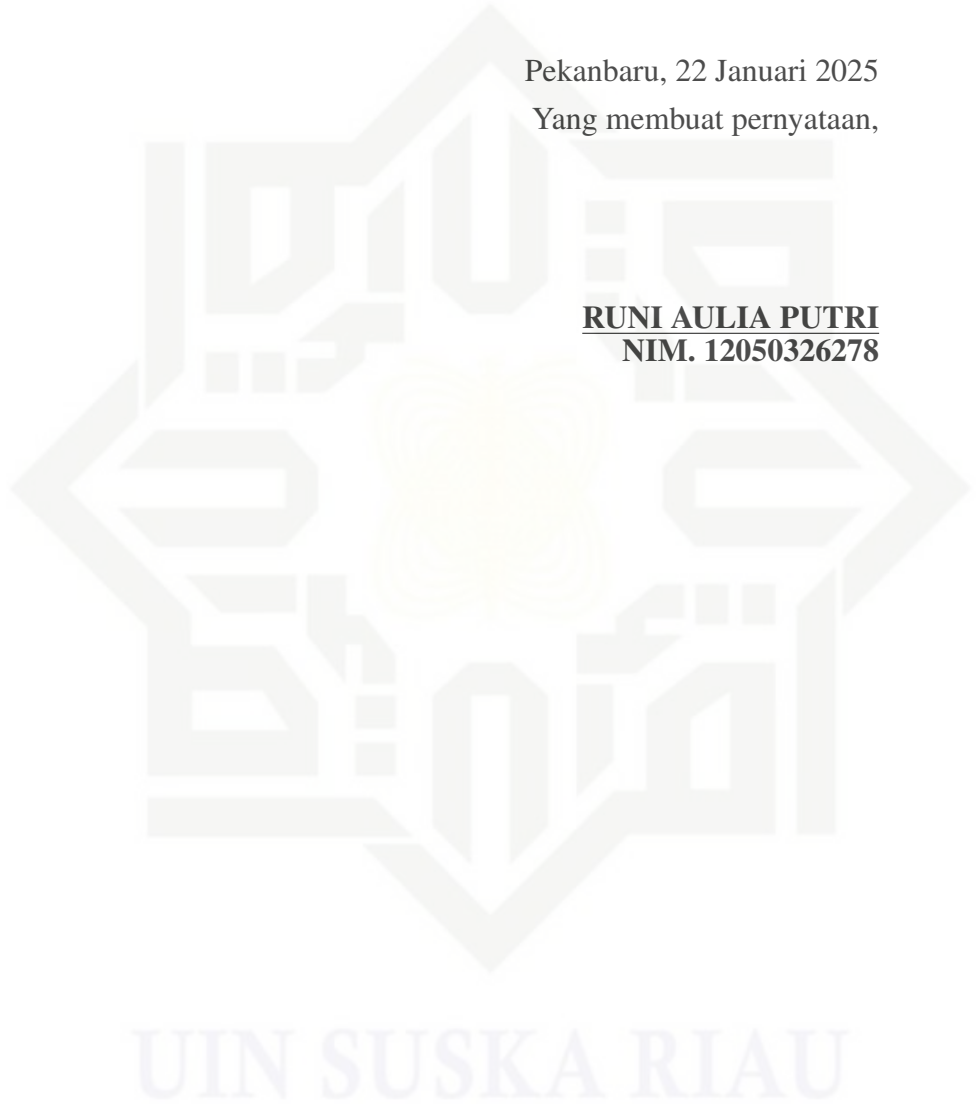 Pekanbaru, 22 Januari 2025
Yang membuat pernyataan,
RUNI AULIA PUTRI
NIM. 12050326278
UIN SUSKA RIAU